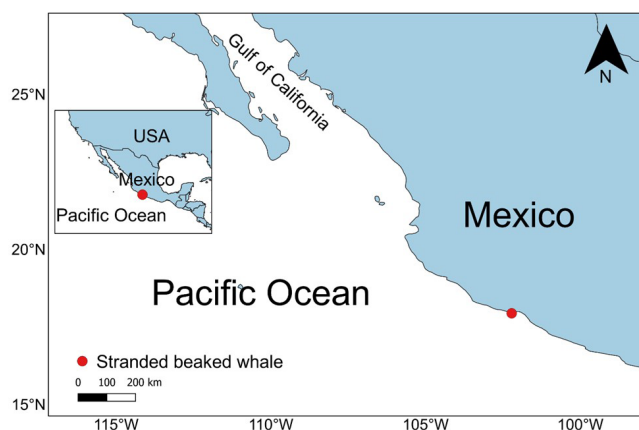 Gulf of California
N
25°N
USA
Mexico
Pacific Ocean
Mexico
20°N
Pacific Ocean
Stranded beaked whale
0 100 200 km
15°N
115°W 110°W 105°W 100°W